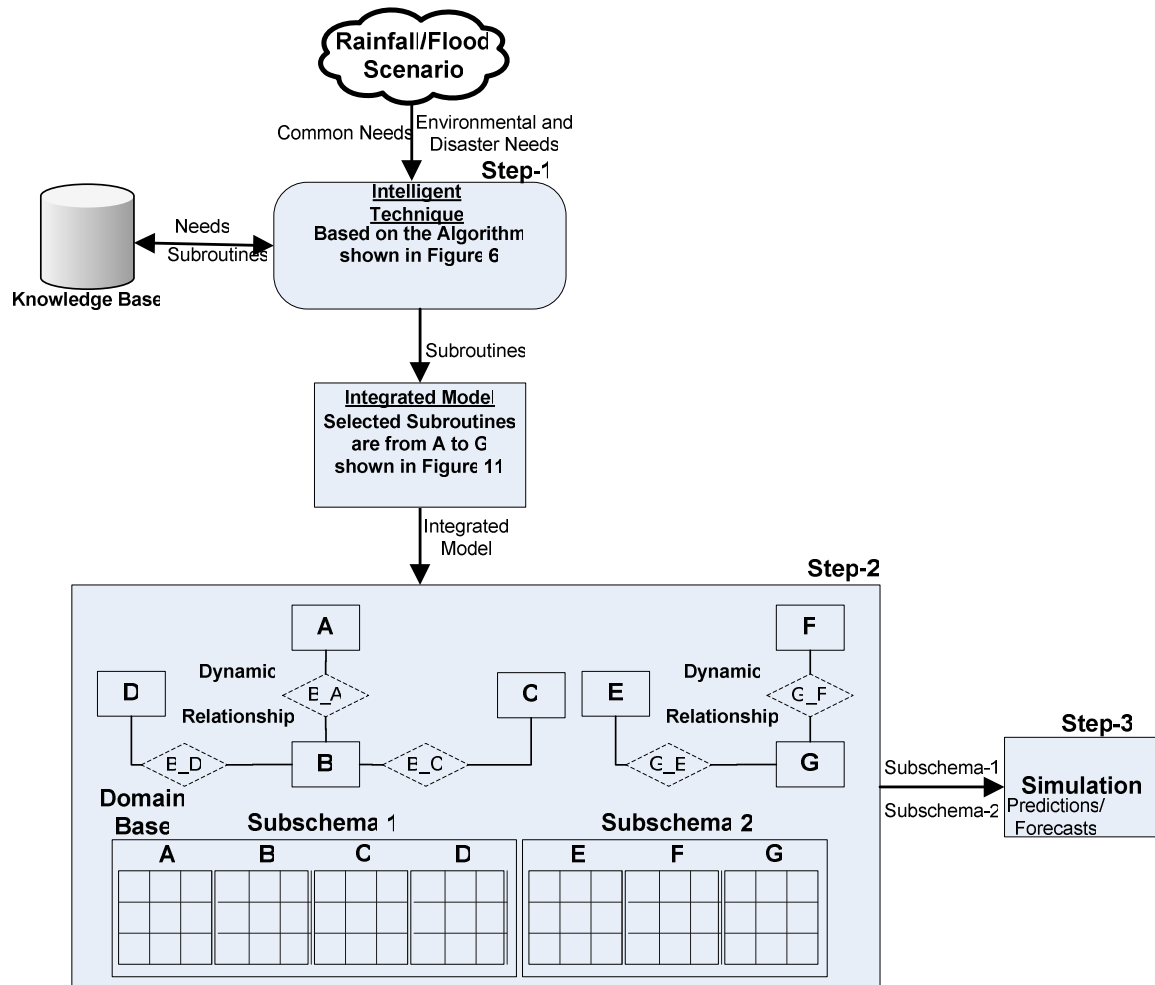 Rainfall/Flood
Scenario
Common Needs
Environmental and
Disaster Needs
Step-1
Intelligent
Technique
Based on the Algorithm
shown in Figure 6
Needs
Subroutines
Knowledge Base
Subroutines
Integrated Model
Selected Subroutines
are from A to G
shown in Figure 11
Integrated
Model
Step-2
A
F
Dynamic
Dynamic
D
B_A
C
E
G_F
Relationship
Relationship
B_D
B
B_C
G_E
G
Domain
Base
Subschema 1
Subschema 2
A
B
C
D
E
F
G
Subschema-1
Subschema-2
Step-3
Simulation
Predictions/
Forecasts